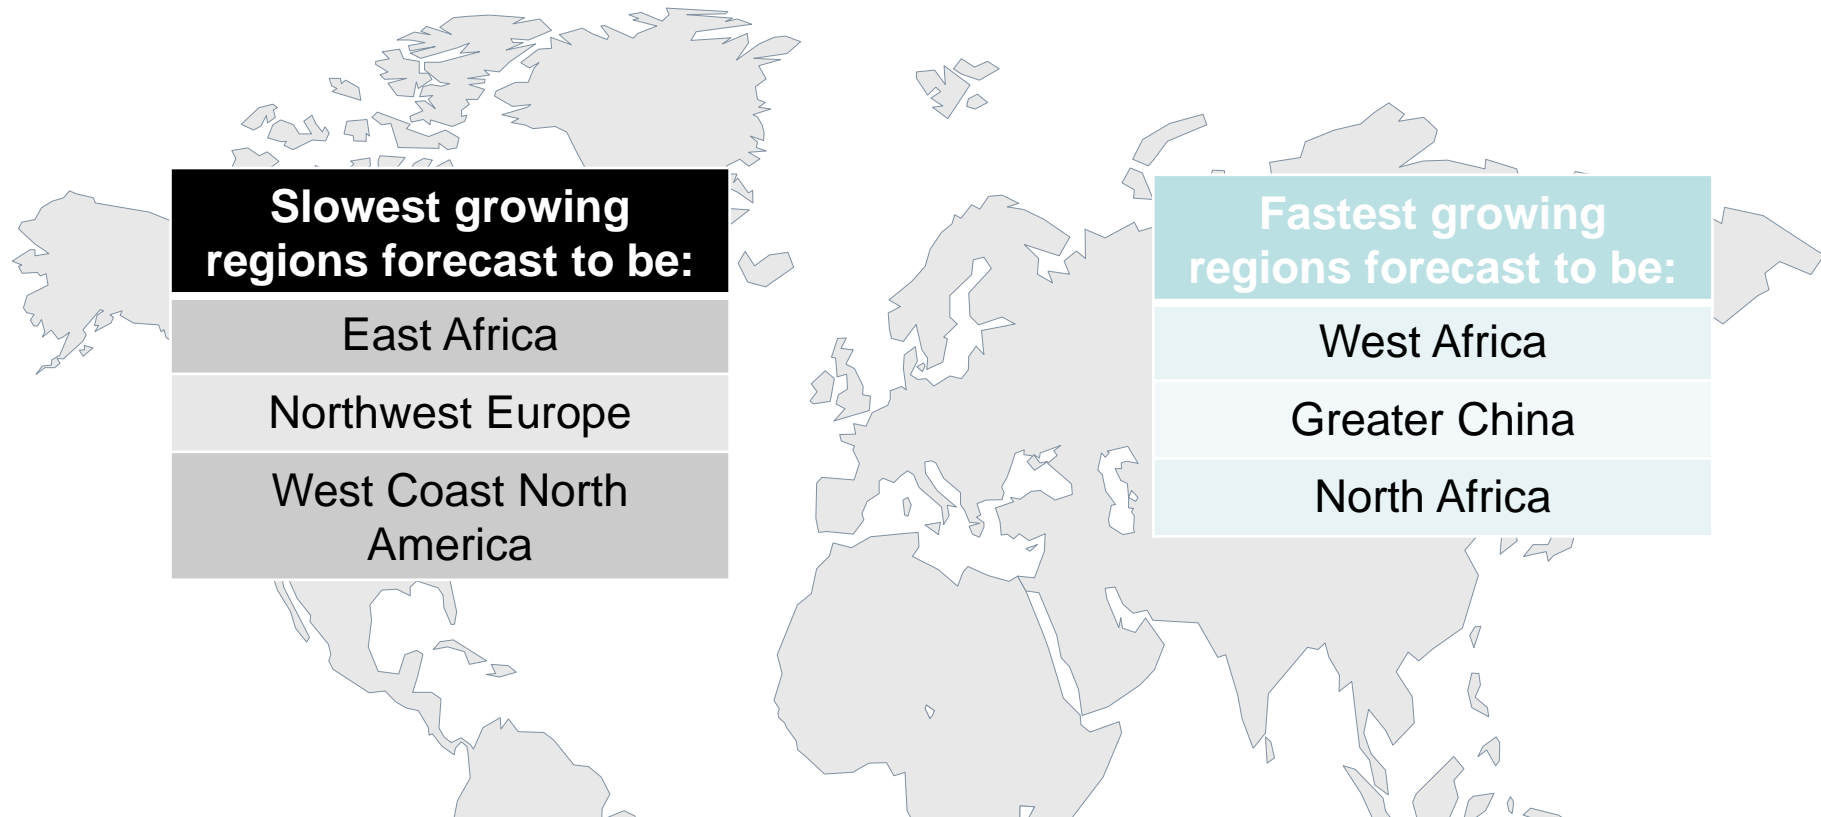 Slowest growing
regions forecast to be:
East Africa
Northwest Europe
West Coast North
America
Fastest growing
regions forecast to be:
West Africa
Greater China
North Africa